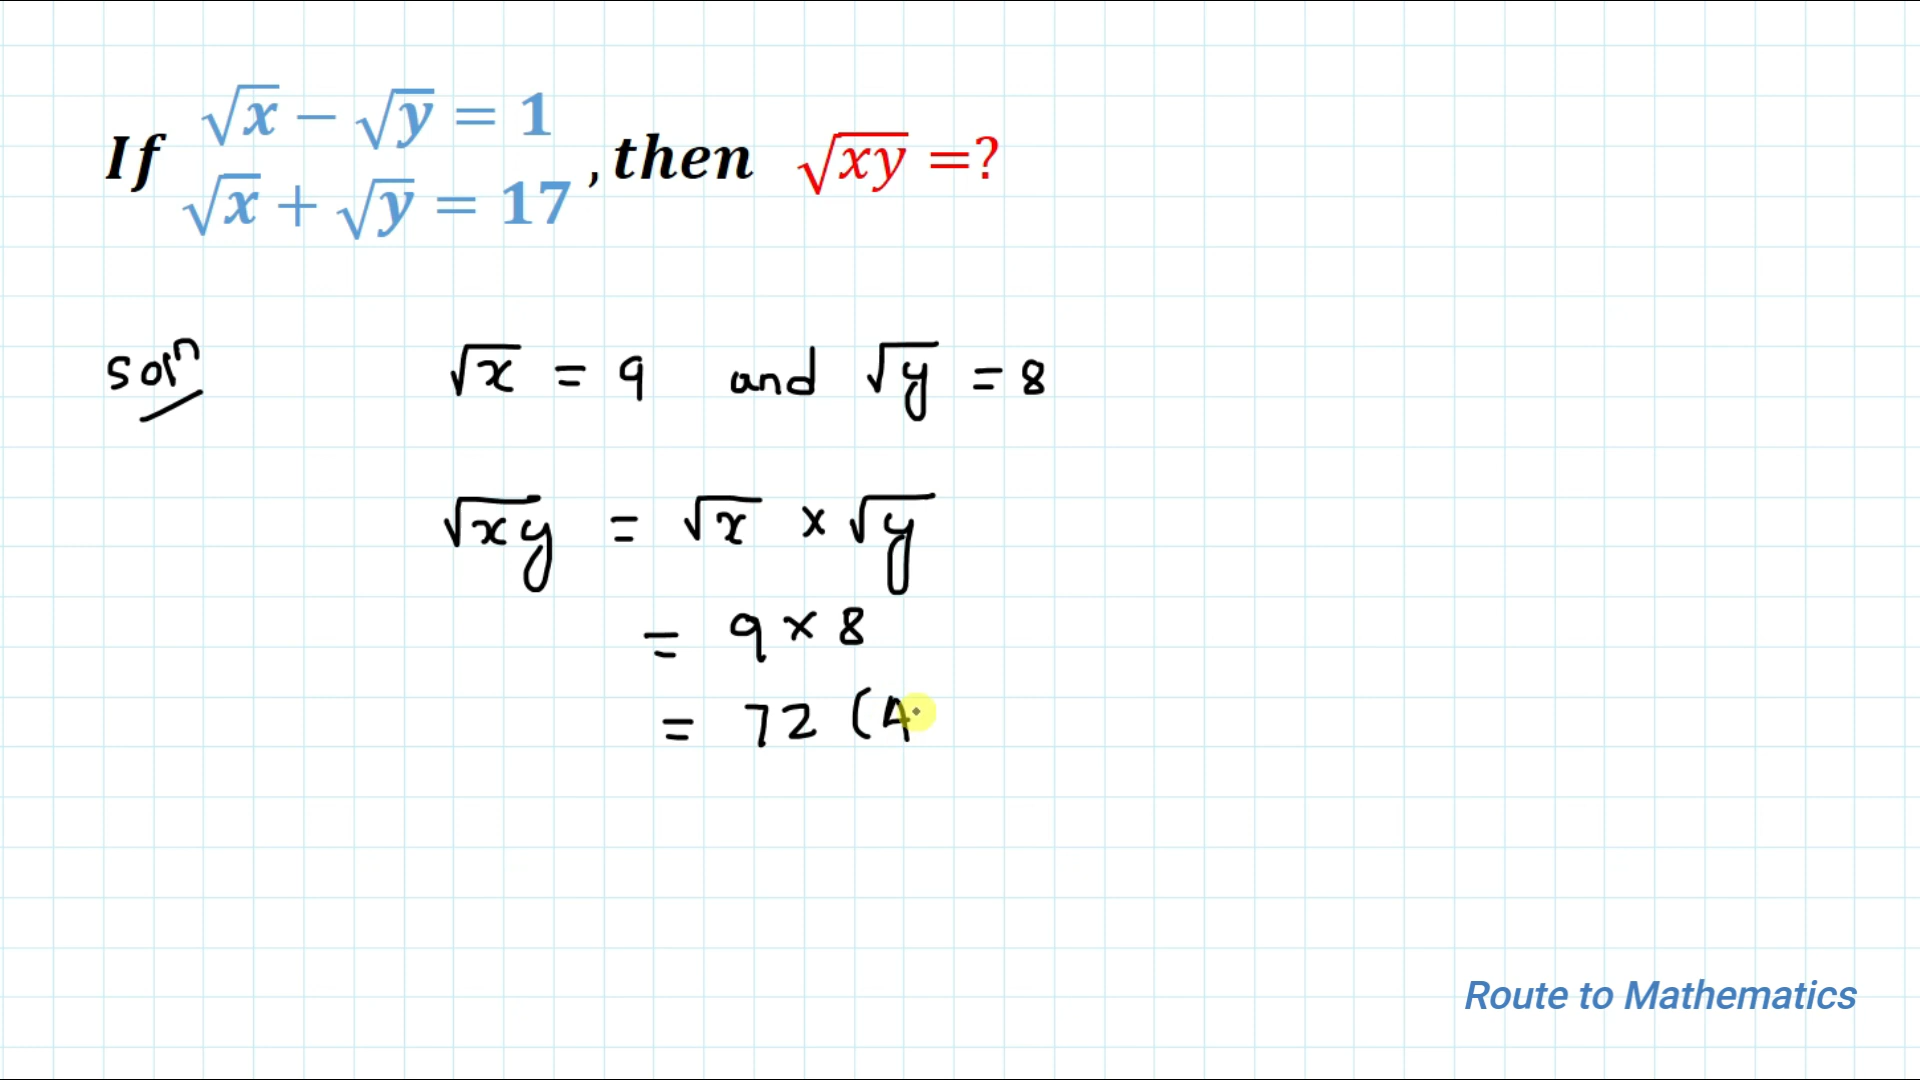 If √x − √y = 1
√x + √y = 17 , then √xy =?
Solⁿ √x = 9 and √y = 8
√xy = √x × √y
= 9 × 8
= 72 (A
Route to Mathematics